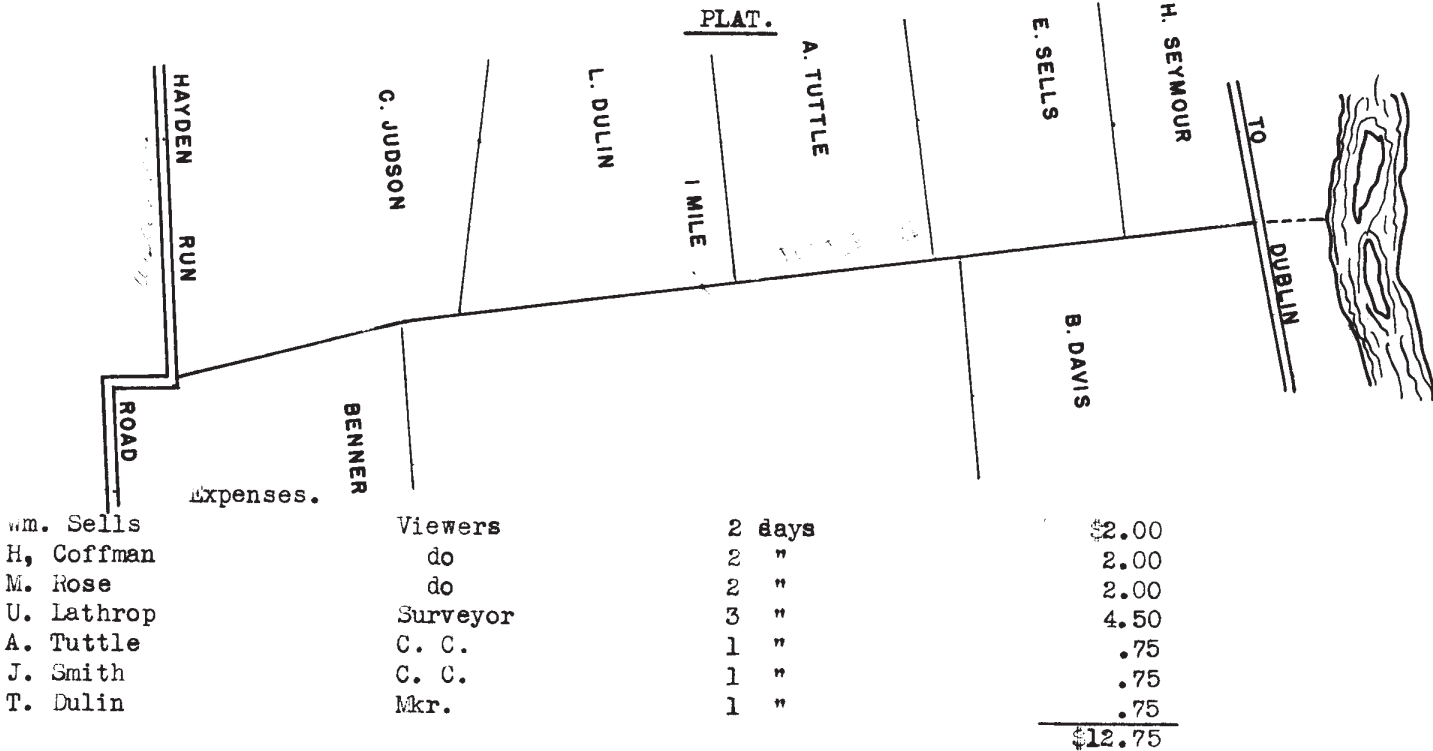 PLAT.
HAYDEN RUN ROAD
C. JUDSON
L. DULIN
1 MILE
A. TUTTLE
E. SELLS
H. SEYMOUR
TO DUBLIN
BENNER
B. DAVIS
Expenses.
Wm. Sells Viewers 2 days $2.00
H, Coffman do 2 " 2.00
M. Rose do 2 " 2.00
U. Lathrop Surveyor 3 " 4.50
A. Tuttle C. C. 1 " .75
J. Smith C. C. 1 " .75
T. Dulin Mkr. 1 " .75
$12.75